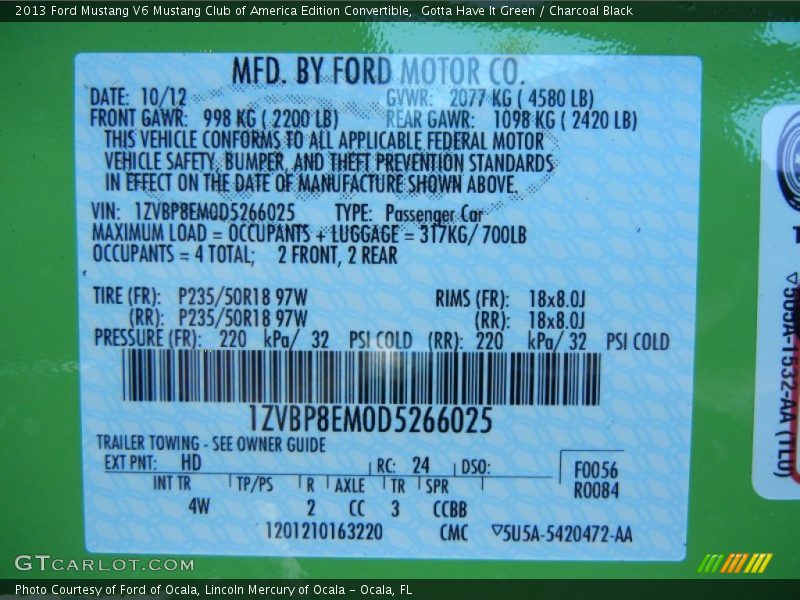 2013 Ford Mustang V6 Mustang Club of America Edition Convertible,  Gotta Have It Green / Charcoal Black
MFD. BY FORD MOTOR CO.
DATE: 10/12 GVWR: 2077 KG ( 4580 LB)
FRONT GAWR: 998 KG ( 2200 LB) REAR GAWR: 1098 KG ( 2420 LB)
THIS VEHICLE CONFORMS TO ALL APPLICABLE FEDERAL MOTOR
VEHICLE SAFETY, BUMPER, AND THEFT PREVENTION STANDARDS
IN EFFECT ON THE DATE OF MANUFACTURE SHOWN ABOVE.
VIN: 1ZVBP8EM0D5266025 TYPE: Passenger Car
MAXIMUM LOAD = OCCUPANTS + LUGGAGE = 317KG/ 700LB
OCCUPANTS = 4 TOTAL; 2 FRONT, 2 REAR
TIRE (FR): P235/50R18 97W RIMS (FR): 18x8.0J
(RR): P235/50R18 97W (RR): 18x8.0J
PRESSURE (FR): 220 kPa/ 32 PSI COLD (RR): 220 kPa/ 32 PSI COLD
1ZVBP8EM0D5266025
TRAILER TOWING - SEE OWNER GUIDE
EXT PNT: HD RC: 24 DSO: F0056
R0084
INT TR TP/PS R AXLE TR SPR
4W 2 CC 3 CCBB
1201210163220 CMC ▽5U5A-5420472-AA
▽5U5A-1532-AA (TL0)
GTCARLOT.COM
Photo Courtesy of Ford of Ocala, Lincoln Mercury of Ocala - Ocala, FL